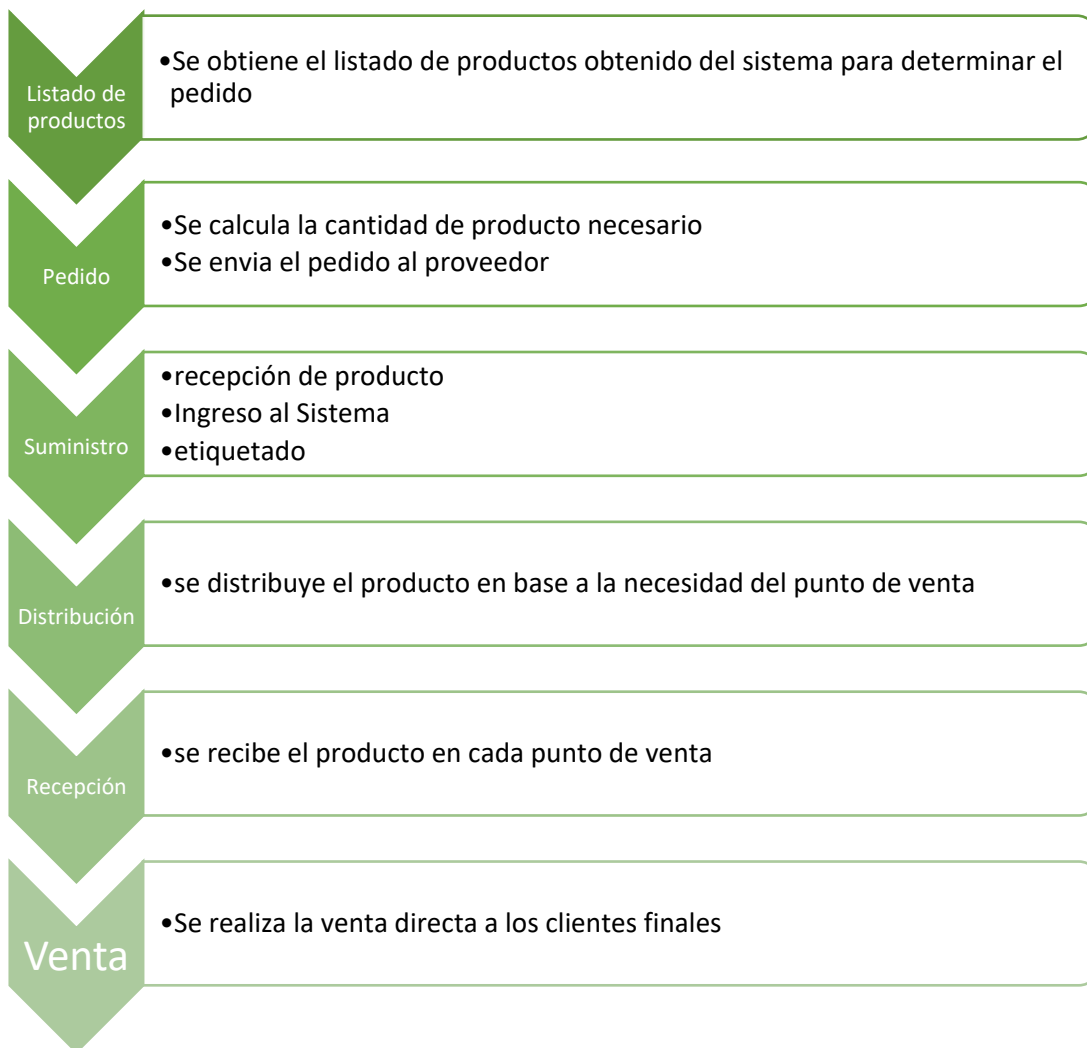 Listado de
productos
•Se obtiene el listado de productos obtenido del sistema para determinar el
pedido
Pedido
•Se calcula la cantidad de producto necesario
•Se envia el pedido al proveedor
Suministro
•recepción de producto
•Ingreso al Sistema
•etiquetado
Distribución
•se distribuye el producto en base a la necesidad del punto de venta
Recepción
•se recibe el producto en cada punto de venta
Venta
•Se realiza la venta directa a los clientes finales